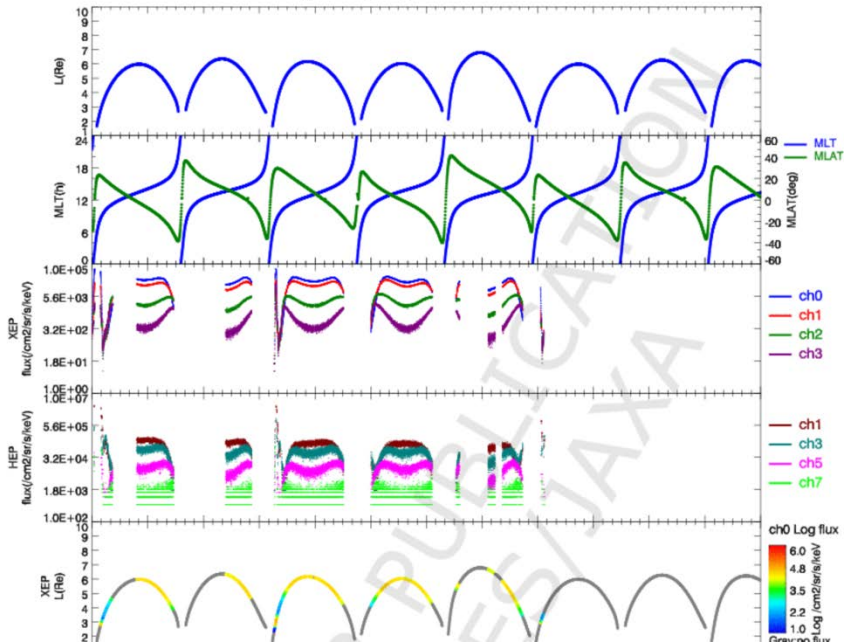 10
9
8
7
6
5
4
3
2
1
L(Re)
24
18
12
6
0
MLT(h)
60
40
20
0
-20
-40
-60
MLAT(deg)
MLT
MLAT
1.0E+05
5.6E+03
3.2E+02
1.8E+01
1.0E+00
XEP
flux(/cm2/sr/s/keV)
ch0
ch1
ch2
ch3
1.0E+07
5.6E+05
3.2E+04
1.8E+03
1.0E+02
HEP
flux(/cm2/sr/s/keV)
ch1
ch3
ch5
ch7
10
9
8
7
6
5
4
3
2
XEP
L(Re)
ch0 Log flux
6.0
4.8
3.5
2.2
1.0
Log /cm2/sr/s/keV
Gray:no flux
PUBLICATION
ES/JAXA